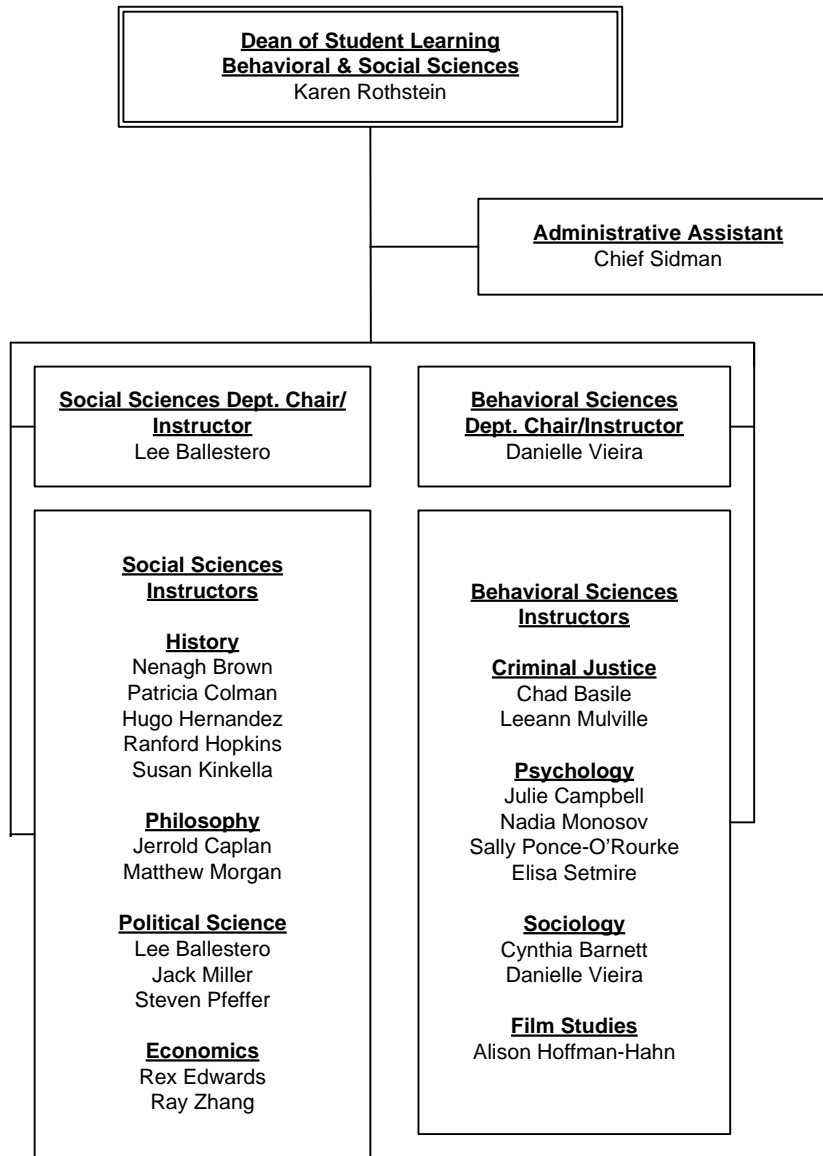 Dean of Student Learning
Behavioral & Social Sciences
Karen Rothstein
Administrative Assistant
Chief Sidman
Social Sciences Dept. Chair/
Instructor
Lee Ballestero
Behavioral Sciences
Dept. Chair/Instructor
Danielle Vieira
Social Sciences
Instructors
History
Nenagh Brown
Patricia Colman
Hugo Hernandez
Ranford Hopkins
Susan Kinkella
Philosophy
Jerrold Caplan
Matthew Morgan
Political Science
Lee Ballestero
Jack Miller
Steven Pfeffer
Economics
Rex Edwards
Ray Zhang
Behavioral Sciences
Instructors
Criminal Justice
Chad Basile
Leeann Mulville
Psychology
Julie Campbell
Nadia Monosov
Sally Ponce-O’Rourke
Elisa Setmire
Sociology
Cynthia Barnett
Danielle Vieira
Film Studies
Alison Hoffman-Hahn